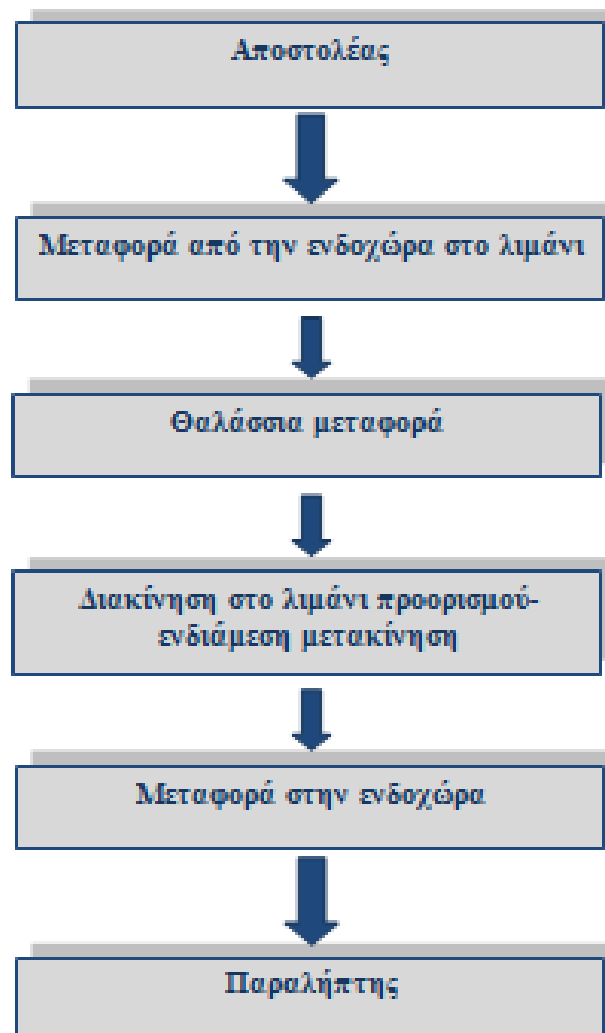 Αποστολέας
Μεταφορά από την ενδοχώρα στο λιμάνι
Θαλάσσια μεταφορά
Διακίνηση στο λιμάνι προορισμού-
ενδιάμεση μετακίνηση
Μεταφορά στην ενδοχώρα
Παραλήπτης